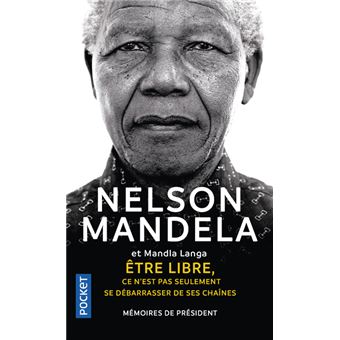 NELSON
MANDELA
et Mandla Langa
ÊTRE LIBRE,
CE N'EST PAS SEULEMENT
SE DÉBARRASSER DE SES CHAÎNES
MÉMOIRES DE PRÉSIDENT
POCKET